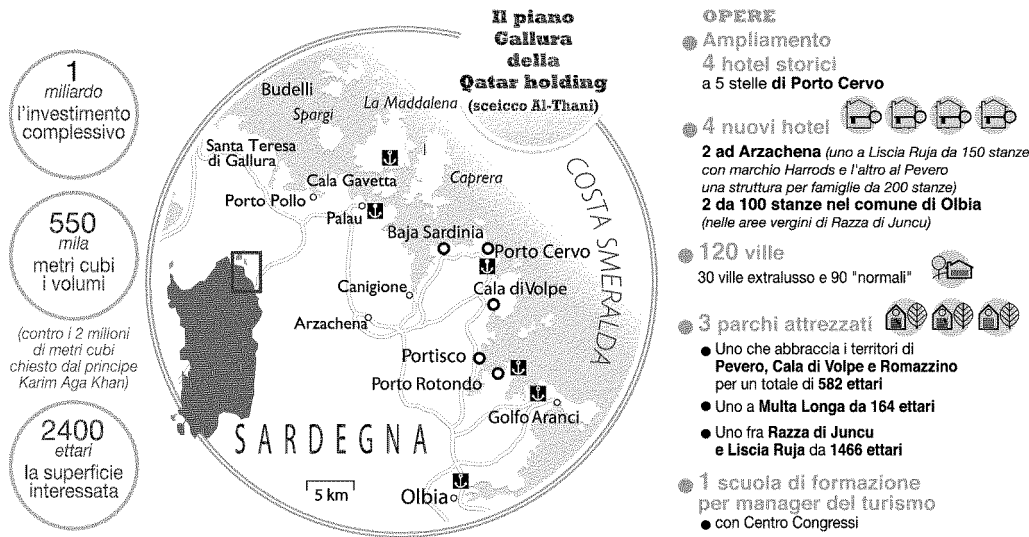 1
miliardo
l'investimento
complessivo
550
mila
metri cubi
i volumi
(contro i 2 milioni
di metri cubi
chiesto dal principe
Karim Aga Khan)
2400
ettari
la superficie
interessata
Il piano
Gallura
della
Qatar holding
(sceicco Al-Thani)
Budelli
Spargi
La Maddalena
Santa Teresa
di Gallura
Cala Gavetta
Caprera
Porto Pollo
Palau
Baja Sardinia
Porto Cervo
COSTA SMERALDA
Canigione
Cala di Volpe
Arzachena
Portisco
Porto Rotondo
Golfo Aranci
SARDEGNA
5 km
Olbia
OPERE
Ampliamento
4 hotel storici
a 5 stelle di Porto Cervo
4 nuovi hotel
2 ad Arzachena (uno a Liscia Ruja da 150 stanze
con marchio Harrods e l'altro al Pevero
una struttura per famiglie da 200 stanze)
2 da 100 stanze nel comune di Olbia
(nelle aree vergini di Razza di Juncu)
120 ville
30 ville extralusso e 90 "normali"
3 parchi attrezzati
Uno che abbraccia i territori di
Pevero, Cala di Volpe e Romazzino
per un totale di 582 ettari
Uno a Multa Longa da 164 ettari
Uno fra Razza di Juncu
e Liscia Ruja da 1466 ettari
1 scuola di formazione
per manager del turismo
con Centro Congressi